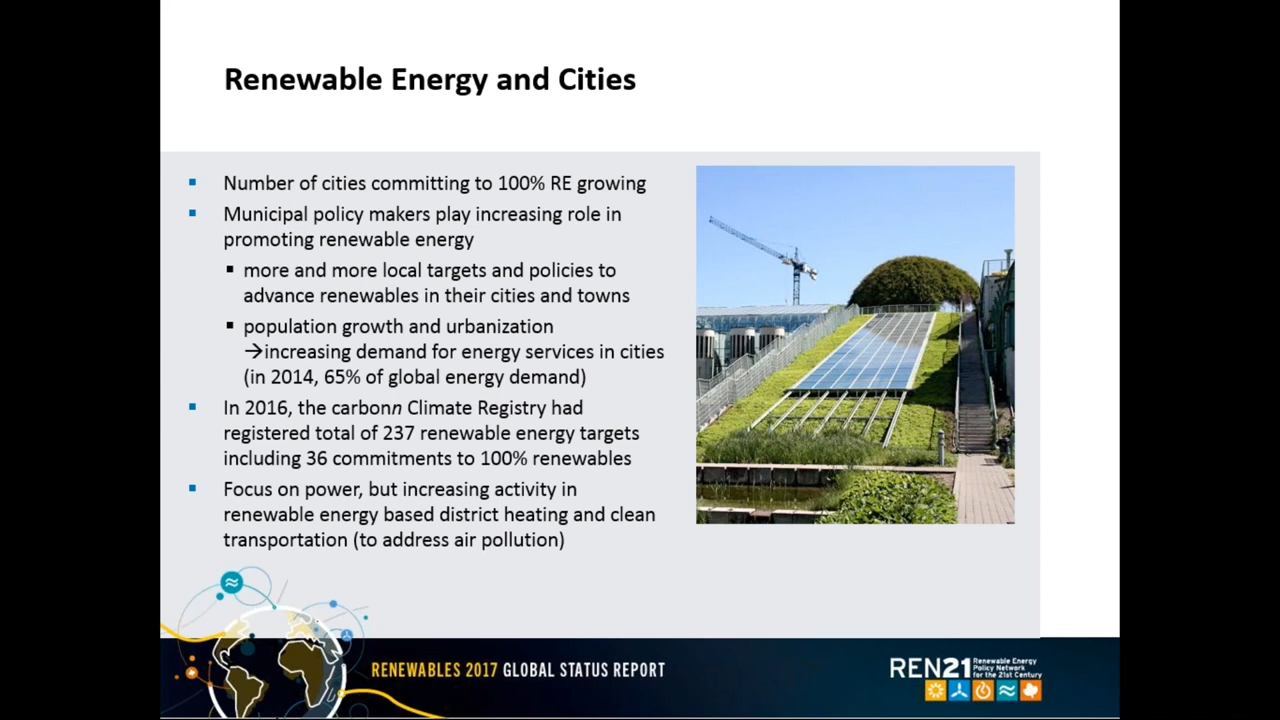 Renewable Energy and Cities
Number of cities committing to 100% RE growing
Municipal policy makers play increasing role in
promoting renewable energy
more and more local targets and policies to
advance renewables in their cities and towns
population growth and urbanization
→increasing demand for energy services in cities
(in 2014, 65% of global energy demand)
In 2016, the carbonn Climate Registry had
registered total of 237 renewable energy targets
including 36 commitments to 100% renewables
Focus on power, but increasing activity in
renewable energy based district heating and clean
transportation (to address air pollution)
RENEWABLES 2017 GLOBAL STATUS REPORT
REN21
Renewable Energy
Policy Network
for the 21st Century